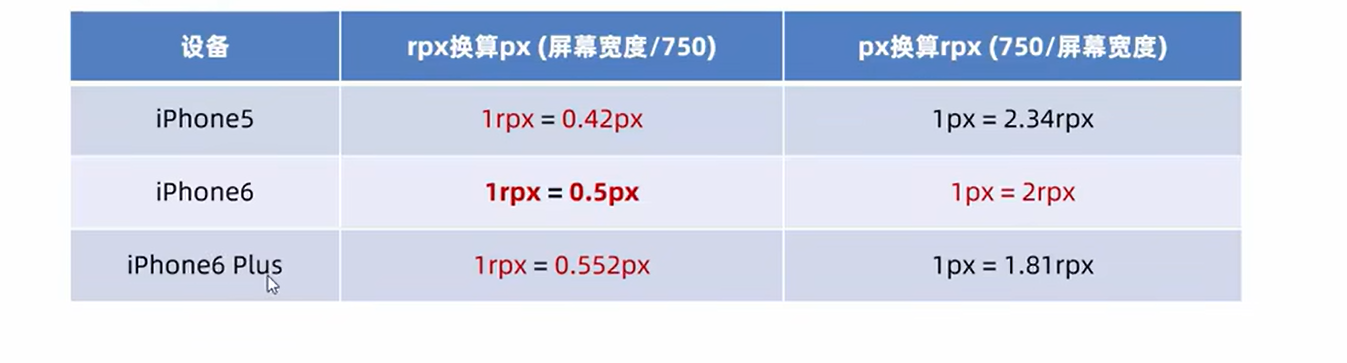 设备 rpx换算px (屏幕宽度/750) px换算rpx (750/屏幕宽度)
iPhone5 1rpx = 0.42px 1px = 2.34rpx
iPhone6 1rpx = 0.5px 1px = 2rpx
iPhone6 Plus 1rpx = 0.552px 1px = 1.81rpx